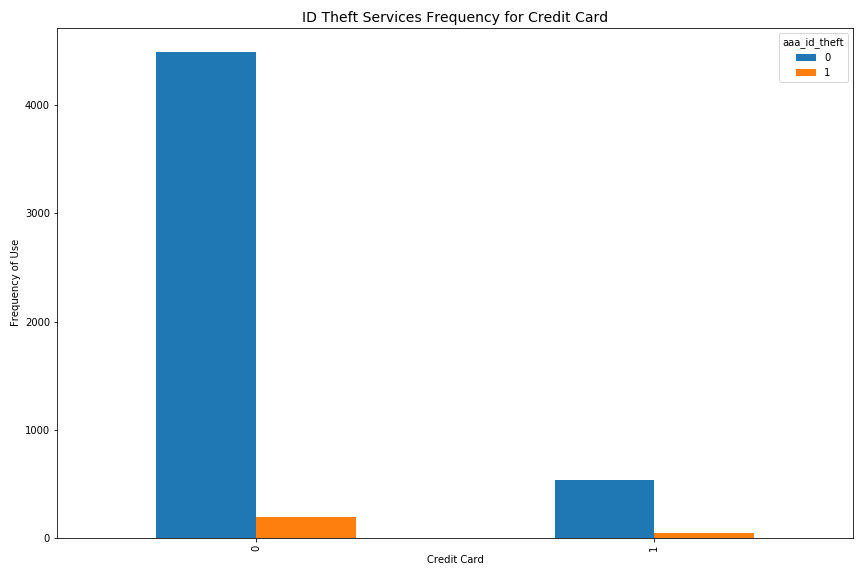 ID Theft Services Frequency for Credit Card
aaa_id_theft
0
1
4000
3000
2000
1000
0
Frequency of Use
0
1
Credit Card